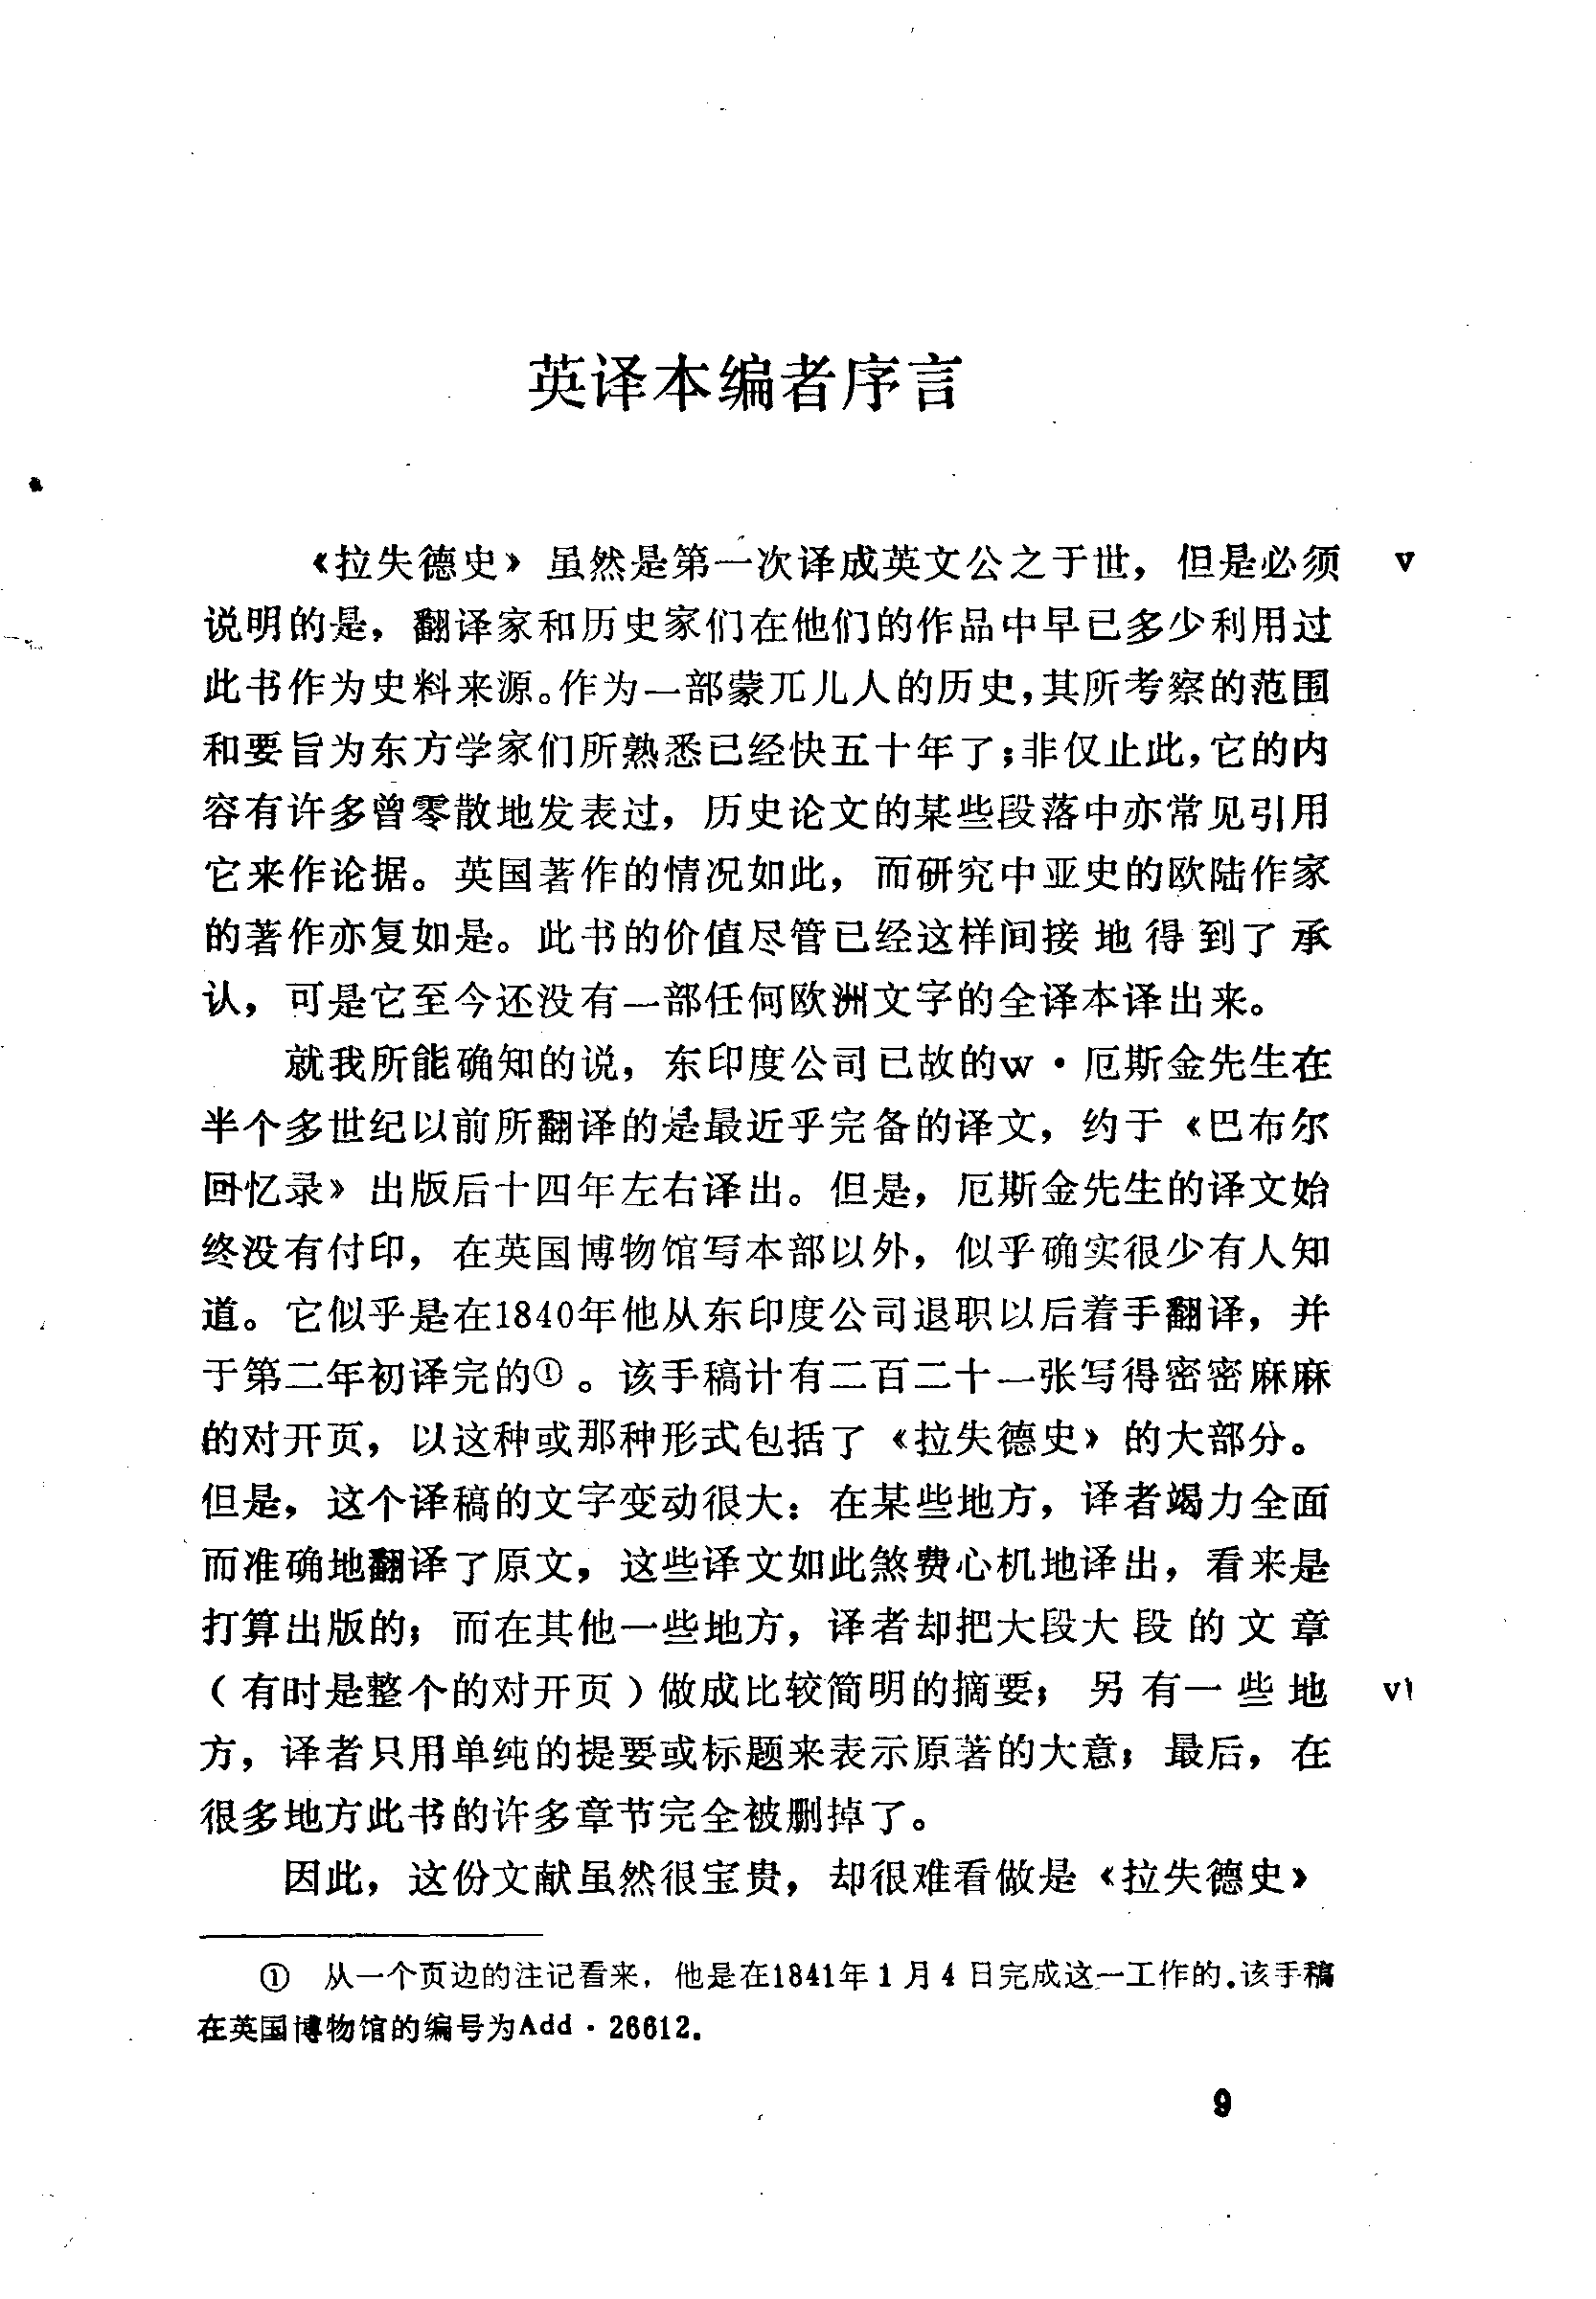 英译本编者序言
《拉失德史》虽然是第一次译成英文公之于世，但是必须 v
说明的是，翻译家和历史家们在他们的作品中早已多少利用过
此书作为史料来源。作为一部蒙兀儿人的历史，其所考察的范围
和要旨为东方学家们所熟悉已经快五十年了；非仅止此，它的内
容有许多曾零散地发表过，历史论文的某些段落中亦常见引用
它来作论据。英国著作的情况如此，而研究中亚史的欧陆作家
的著作亦复如是。此书的价值尽管已经这样间接地得到了承
认，可是它至今还没有一部任何欧洲文字的全译本译出来。
就我所能确知的说，东印度公司已故的w·厄斯金先生在
半个多世纪以前所翻译的是最近乎完备的译文，约于《巴布尔
回忆录》出版后十四年左右译出。但是，厄斯金先生的译文始
终没有付印，在英国博物馆写本部以外，似乎确实很少有人知
道。它似乎是在1840年他从东印度公司退职以后着手翻译，并
于第二年初译完的①。该手稿计有二百二十一张写得密密麻麻
的对开页，以这种或那种形式包括了《拉失德史》的大部分。
但是，这个译稿的文字变动很大：在某些地方，译者竭力全面
而准确地翻译了原文，这些译文如此煞费心机地译出，看来是
打算出版的；而在其他一些地方，译者却把大段大段的文章
（有时是整个的对开页）做成比较简明的摘要；另有一些地 vi
方，译者只用单纯的提要或标题来表示原著的大意；最后，在
很多地方此书的许多章节完全被删掉了。
因此，这份文献虽然很宝贵，却很难看做是《拉失德史》
① 从一个页边的注记看来，他是在1841年1月4日完成这一工作的.该手稿
在英国博物馆的编号为Add·26612.
9